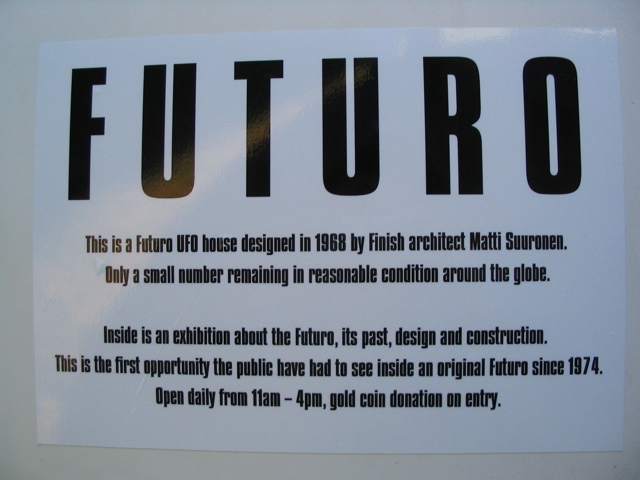 FUTURO
This is a Futuro UFO house designed in 1968 by Finish architect Matti Suuronen.
Only a small number remaining in reasonable condition around the globe.
Inside is an exhibition about the Futuro, its past, design and construction.
This is the first opportunity the public have had to see inside an original Futuro since 1974.
Open daily from 11am – 4pm, gold coin donation on entry.